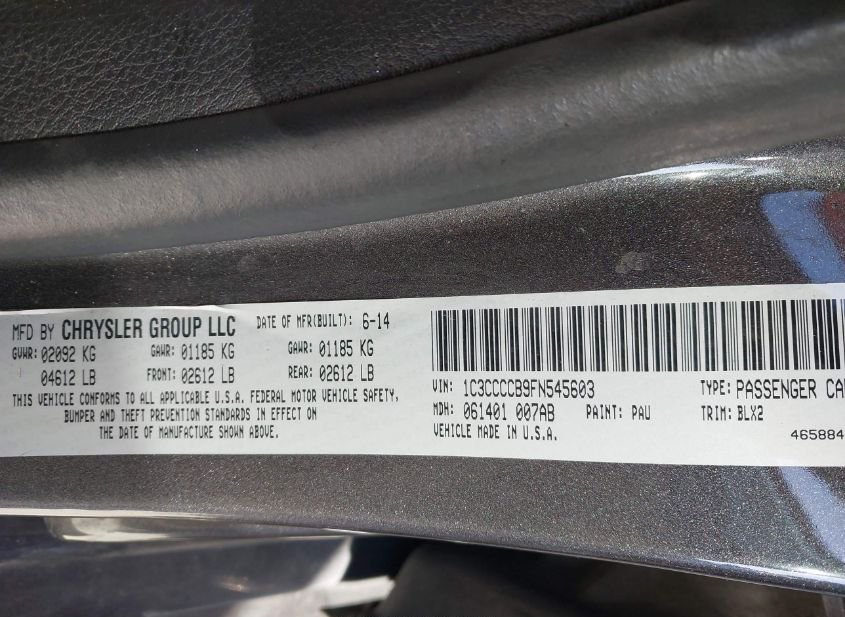 MFD BY CHRYSLER GROUP LLC DATE OF MFR(BUILT): 6-14
GVWR: 02092 KG GAWR: 01185 KG GAWR: 01185 KG
04612 LB FRONT: 02612 LB REAR: 02612 LB
THIS VEHICLE CONFORMS TO ALL APPLICABLE U.S.A. FEDERAL MOTOR VEHICLE SAFETY,
BUMPER AND THEFT PREVENTION STANDARDS IN EFFECT ON
THE DATE OF MANUFACTURE SHOWN ABOVE.
VIN: 1C3CCCCB9FN545603 TYPE: PASSENGER CA
MDH: 061401 007AB PAINT: PAU TRIM: BLX2
VEHICLE MADE IN U.S.A. 465884